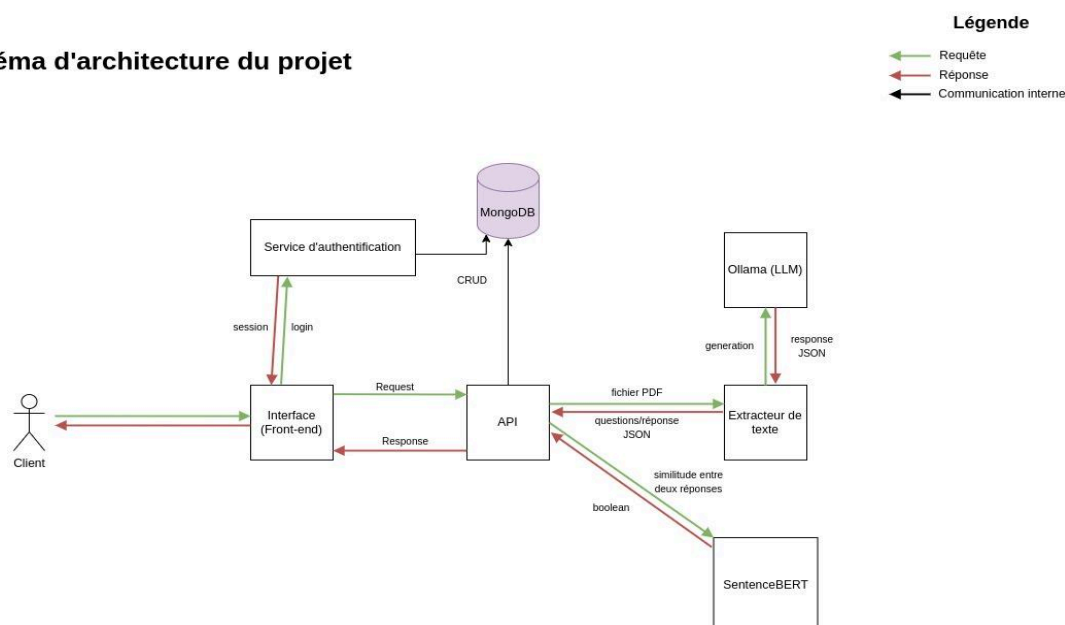 Légende
éma d'architecture du projet
Requête
Réponse
Communication interne
MongoDB
Service d'authentification
CRUD
Ollama (LLM)
session
login
generation
response
JSON
Request
fichier PDF
Interface
(Front-end)
API
questions/réponse
JSON
Extracteur de
texte
Response
Client
similitude entre
deux réponses
boolean
SentenceBERT